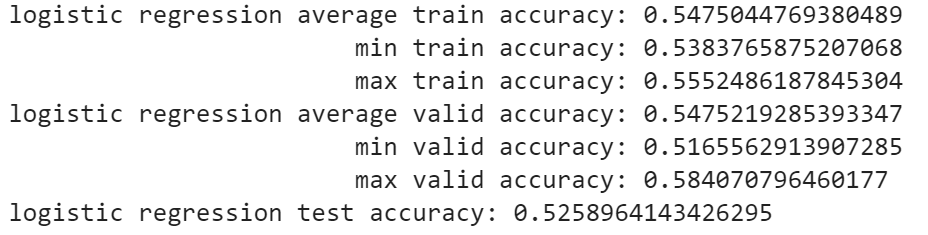 logistic regression average train accuracy: 0.5475044769380489
min train accuracy: 0.5383765875207068
max train accuracy: 0.5552486187845304
logistic regression average valid accuracy: 0.5475219285393347
min valid accuracy: 0.5165562913907285
max valid accuracy: 0.584070796460177
logistic regression test accuracy: 0.5258964143426295